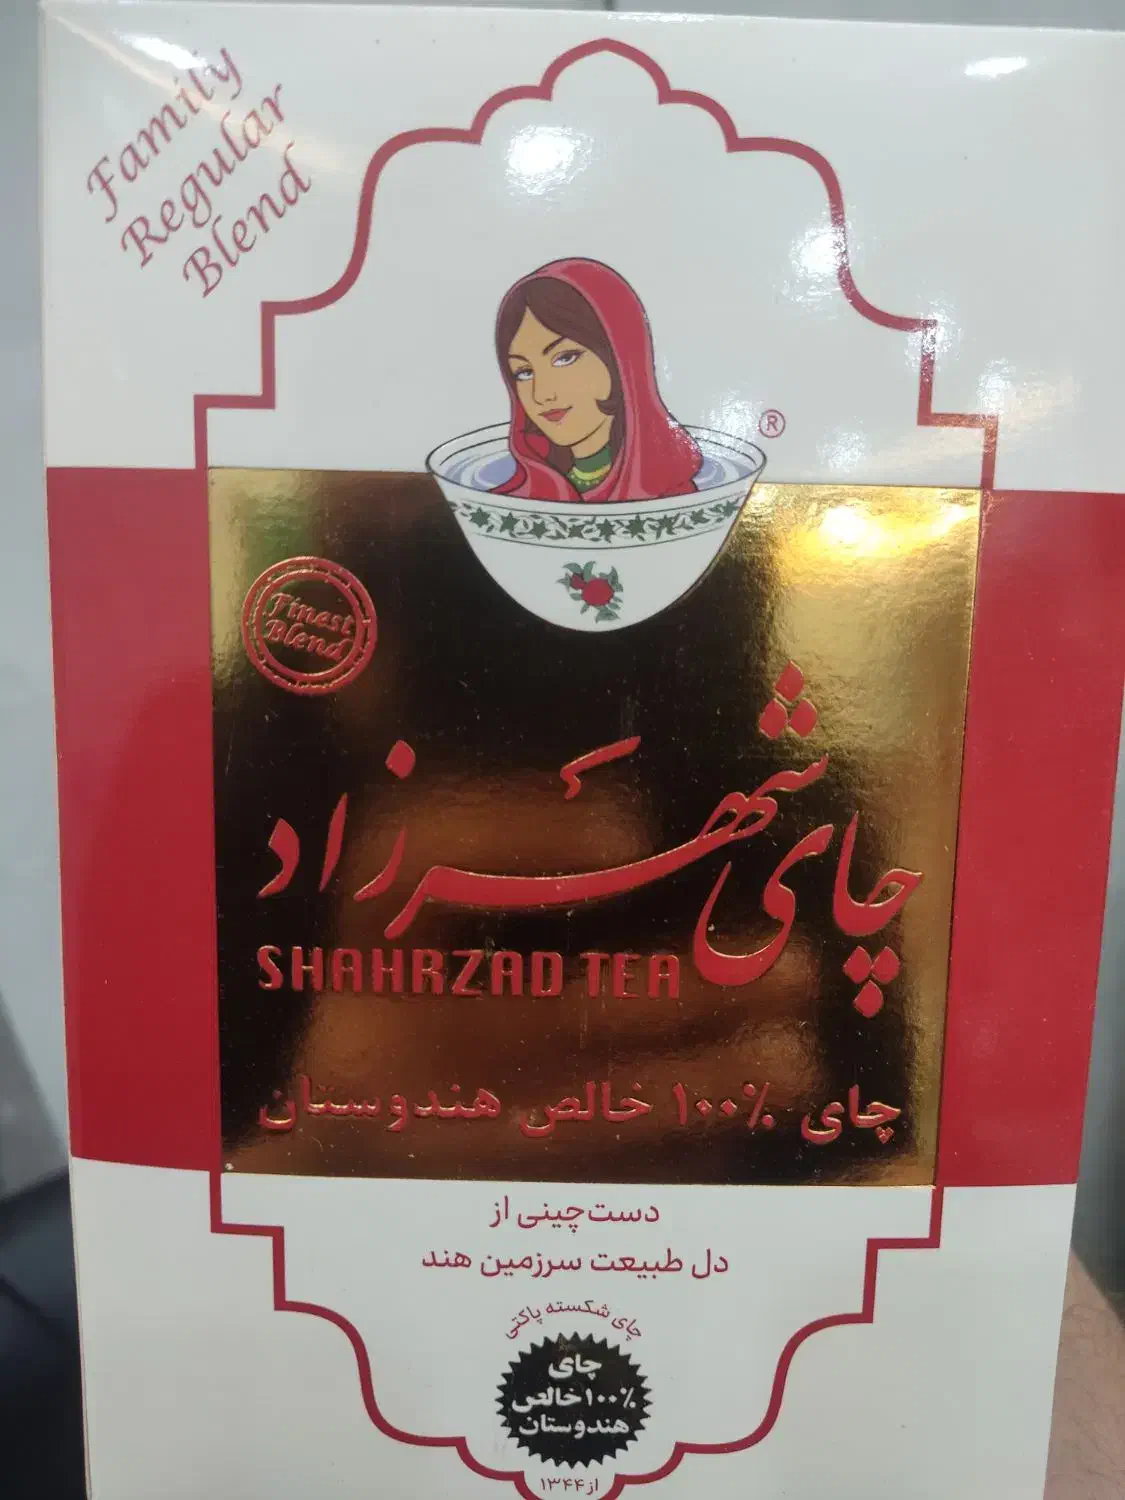 Family
Regular
Blend
®
Finest
Blend
چای شهرزاد
SHAHRZAD TEA
چای ۱۰۰٪ خالص هندوستان
دست‌چینی از
دل طبیعت سرزمین هند
چای شکسته پاکتی
چای
۱۰۰٪ خالص
هندوستان
از ۱۳۴۴